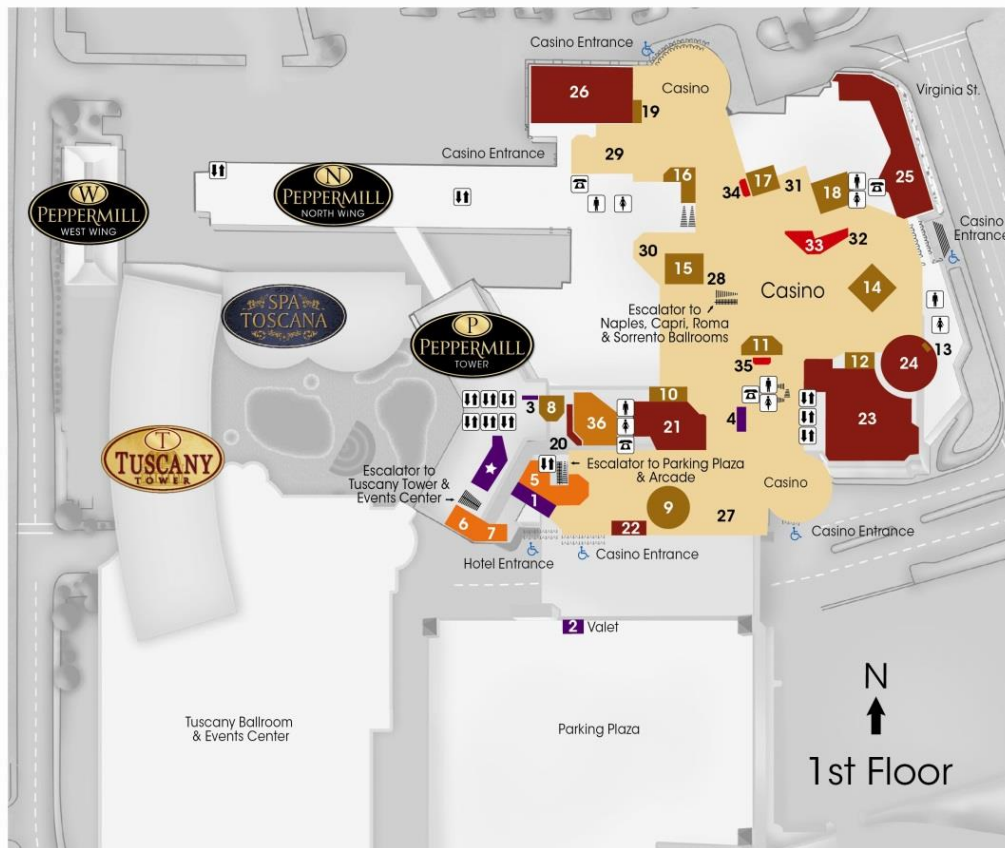 Casino Entrance
26
Casino
19
Virginia St.
Casino Entrance
29
N
PEPPERMILL
NORTH WING
W
PEPPERMILL
WEST WING
16
34
17
31
18
25
33
32
Casino
Entrance
30
15
28
14
Casino
Escalator to
Naples, Capri, Roma
& Sorrento Ballrooms
SPA
TOSCANA
P
PEPPERMILL
TOWER
11
35
13
12
24
3
8
36
10
21
4
23
20
T
TUSCANY
TOWER
Escalator to
Tuscany Tower &
Events Center
Escalator to Parking Plaza
& Arcade
5
1
9
27
Casino
6
7
22
Hotel Entrance
Casino Entrance
Casino Entrance
2
Valet
N
Tuscany Ballroom
& Events Center
Parking Plaza
1st Floor